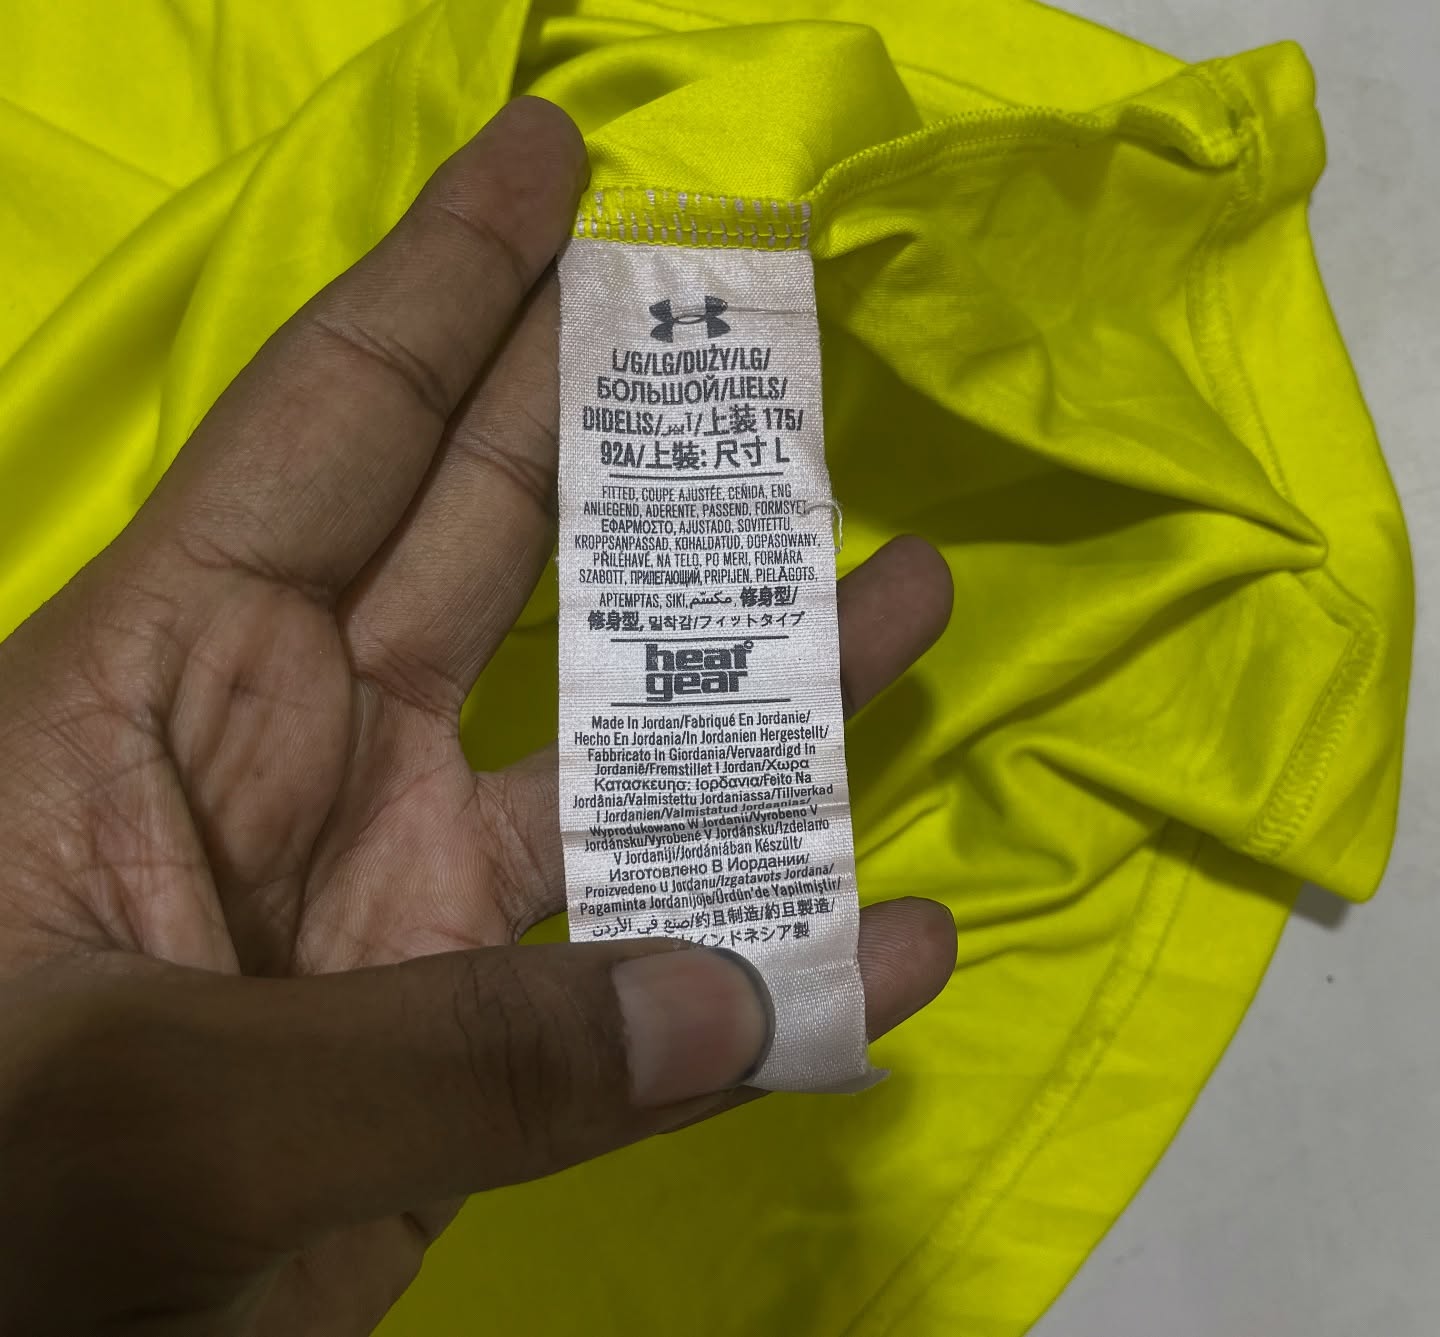 L/G/LG/DUŻY/LG/
БОЛЬШОЙ/LIELS/
DIDELIS/آيير/上装 175/
92A/上裝: 尺寸 L
FITTED, COUPE AJUSTÉE, CEÑIDA, ENG
ANLIEGEND, ADERENTE, PASSEND, FORMSYET,
ΕΦΑΡΜΟΣΤΟ, AJUSTADO, SOVITETTU,
KROPPSANPASSAD, KOHALDATUD, DOPASOWANY,
PŘILÉHAVÉ, NA TELO, PO MERI, FORMÁRA
SZABOTT, ПРИЛЕГАЮЩИЙ, PRIPIJEN, PIELĀGOTS,
APTEMPTAS, SIKI, مكسّم, 修身型/
修身型, 밀착감/フィットタイプ
heat
gear
Made In Jordan/Fabriqué En Jordanie/
Hecho En Jordania/In Jordanien Hergestellt/
Fabbricato In Giordania/Vervaardigd In
Jordanië/Fremstillet I Jordan/Χωρα
Κατασκευησ: Ιορδανια/Feito Na
Jordânia/Valmistettu Jordaniassa/Tillverkad
I Jordanien/Valmistatud Jordaanias/
Wyprodukowano W Jordanii/Vyrobeno V
Jordánsku/Vyrobené V Jordánsku/Izdelano
V Jordaniji/Jordániában Készült/
Изготовлено В Иордании/
Proizvedeno U Jordanu/Izgatavots Jordāna/
Pagaminta Jordanijoje/Ürdün'de Yapilmiştir/
صنع في الأردن/约旦制造/約旦製造/
インドネシア製